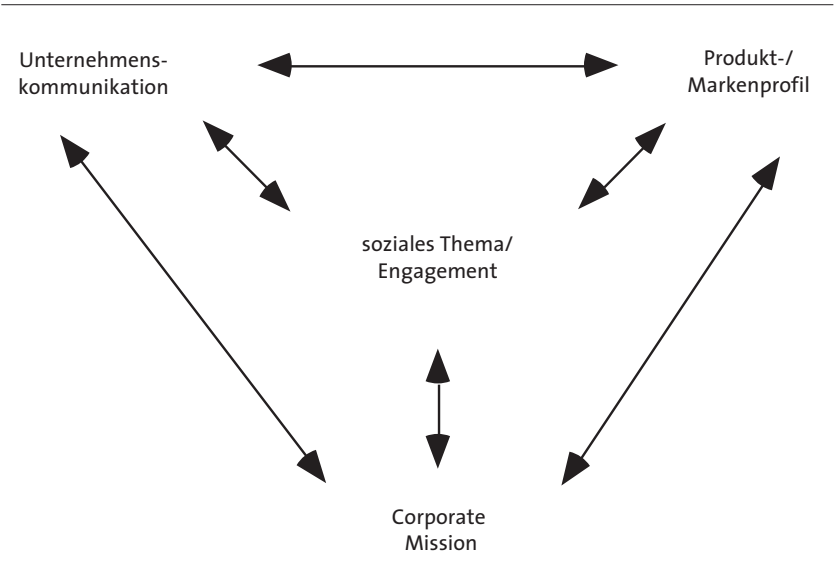 Unternehmens-
kommunikation
Produkt-/
Markenprofil
soziales Thema/
Engagement
Corporate
Mission